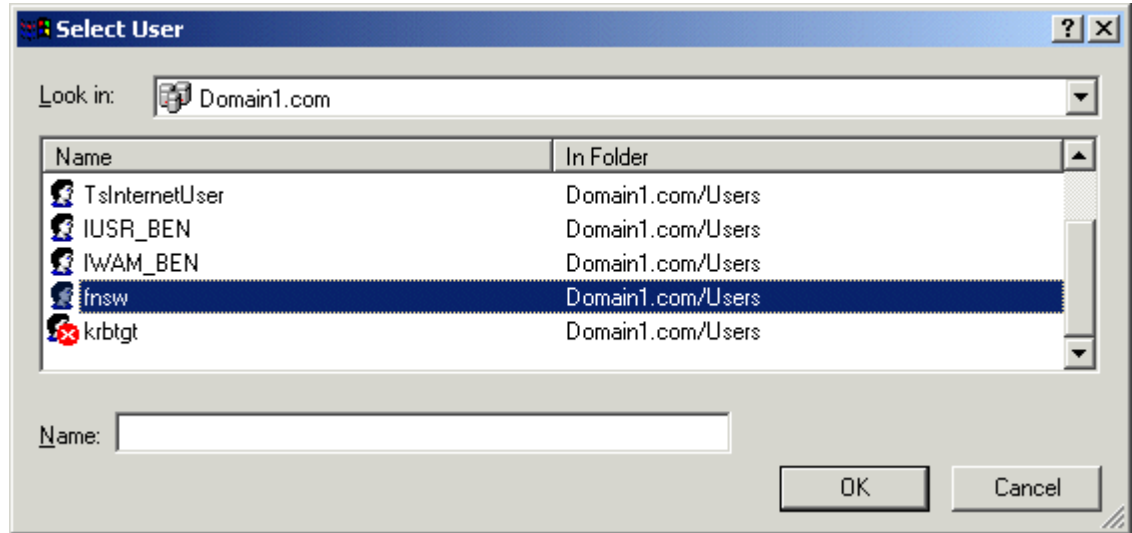 Select User
Look in: Domain1.com
Name In Folder
TsInternetUser Domain1.com/Users
IUSR_BEN Domain1.com/Users
IWAM_BEN Domain1.com/Users
fnsw Domain1.com/Users
krbtgt Domain1.com/Users
Name:
OK Cancel